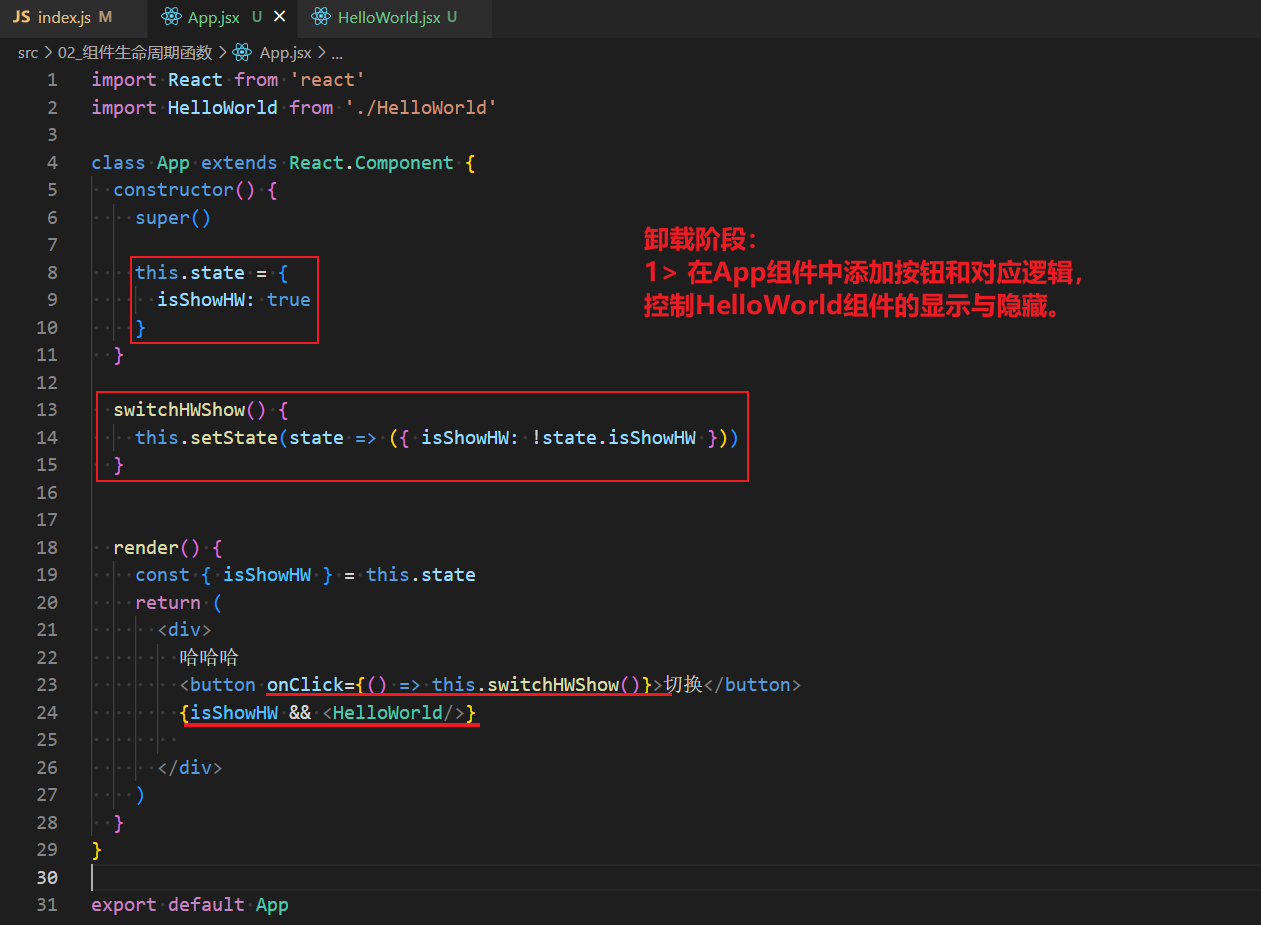 JS index.js M App.jsx U × HelloWorld.jsx U
src > 02_组件生命周期函数 > App.jsx > ...
1 import React from 'react'
2 import HelloWorld from './HelloWorld'
3
4 class App extends React.Component {
5 constructor() {
6 super()
7
8 this.state = {
9 isShowHW: true
10 }
11 }
12
13 switchHWShow() {
14 this.setState(state => ({ isShowHW: !state.isShowHW }))
15 }
16
17
18 render() {
19 const { isShowHW } = this.state
20 return (
21 <div>
22 哈哈哈
23 <button onClick={() => this.switchHWShow()}>切换</button>
24 {isShowHW && <HelloWorld/>}
25
26 </div>
27 )
28 }
29 }
30
31 export default App
卸载阶段：
1> 在App组件中添加按钮和对应逻辑，
控制HelloWorld组件的显示与隐藏。